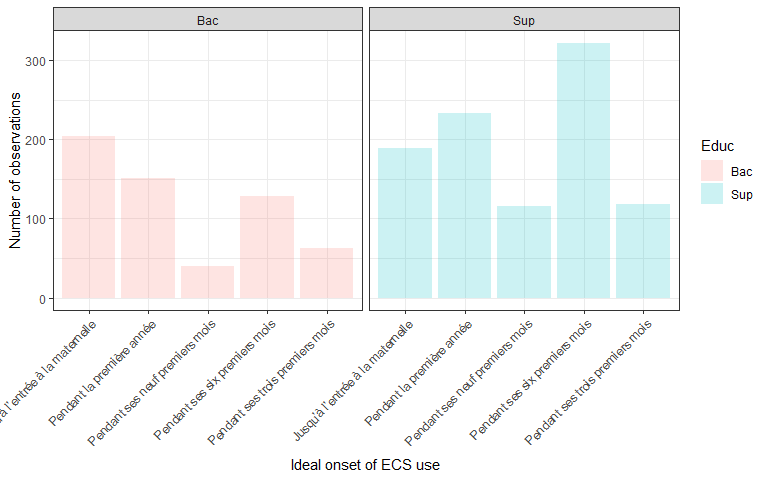 Bac
Sup
Number of observations
300
200
100
0
à l'entrée à la maternelle
Pendant la première année
Pendant ses neuf premiers mois
Pendant ses six premiers mois
Pendant ses trois premiers mois
Jusqu'à l'entrée à la maternelle
Pendant la première année
Pendant ses neuf premiers mois
Pendant ses six premiers mois
Pendant ses trois premiers mois
Ideal onset of ECS use
Educ
Bac
Sup